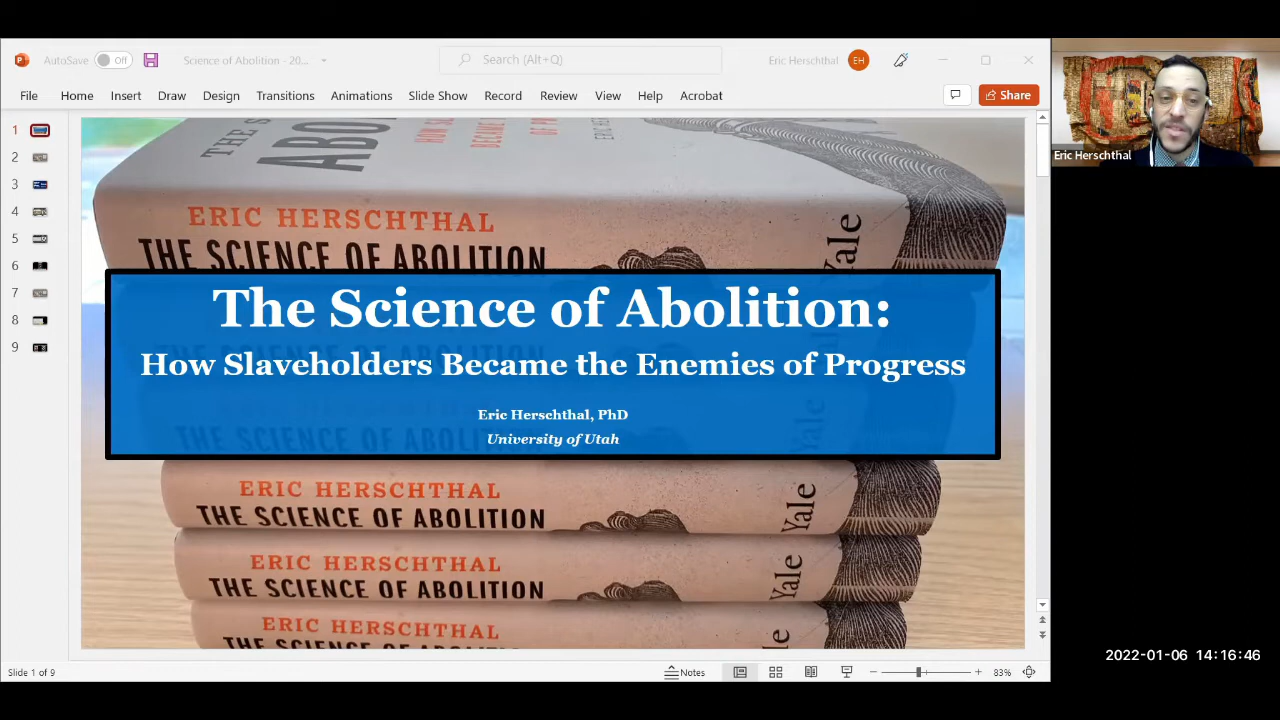 AutoSave
Off
Science of Abolition - 20...
Search (Alt+Q)
Eric Herschthal
EH
File
Home
Insert
Draw
Design
Transitions
Animations
Slide Show
Record
Review
View
Help
Acrobat
Share
1
2
3
4
5
6
7
8
9
ERIC HERSCHTHAL
THE SCIENCE OF ABOLITION
Yale
The Science of Abolition:
How Slaveholders Became the Enemies of Progress
Eric Herschthal, PhD
University of Utah
ERIC HERSCHTHAL
THE SCIENCE OF ABOLITION
Yale
ERIC HERSCHTHAL
THE SCIENCE OF ABOLITION
Yale
ERIC HERSCHTHAL
THE SCIENCE OF ABOLITION
Slide 1 of 9
Notes
83%
Eric Herschthal
2022-01-06 14:16:46